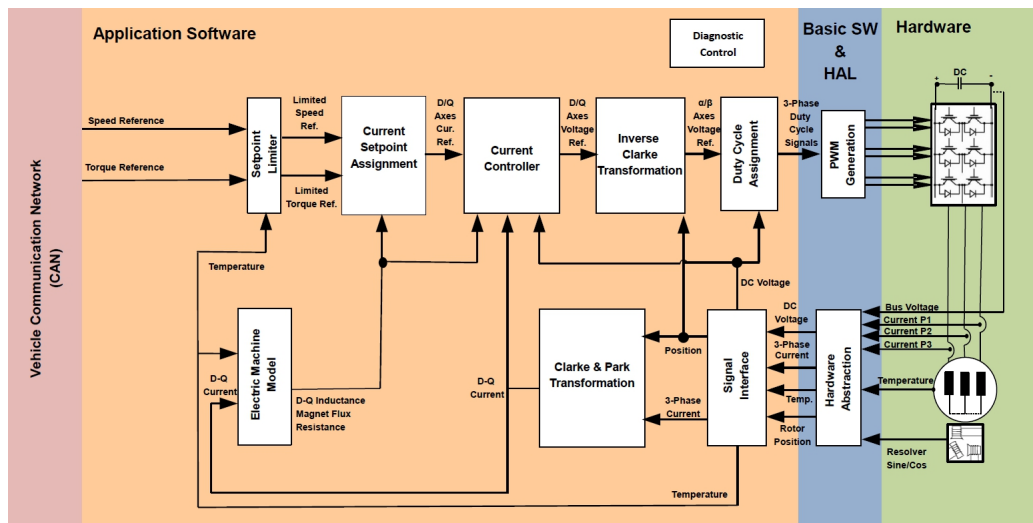 Application Software
Diagnostic
Control
Basic SW
&
HAL
Hardware
Vehicle Communication Network
(CAN)
Speed Reference
Torque Reference
Setpoint
Limiter
Limited
Speed
Ref.
Limited
Torque Ref.
Current
Setpoint
Assignment
D/Q
Axes
Cur.
Ref.
Current
Controller
D/Q
Axes
Voltage
Ref.
Inverse
Clarke
Transformation
α/β
Axes
Voltage
Ref.
Duty Cycle
Assignment
3-Phase
Duty
Cycle
Signals
PWM
Generation
+
DC
-
Temperature
DC Voltage
D-Q
Current
Electric Machine
Model
D-Q Inductance
Magnet Flux
Resistance
D-Q
Current
Clarke & Park
Transformation
Position
3-Phase
Current
Signal
Interface
DC
Voltage
3-Phase
Current
Temp.
Rotor
Position
Hardware
Abstraction
Bus Voltage
Current P1
Current P2
Current P3
Temperature
Resolver
Sine/Cos
Temperature